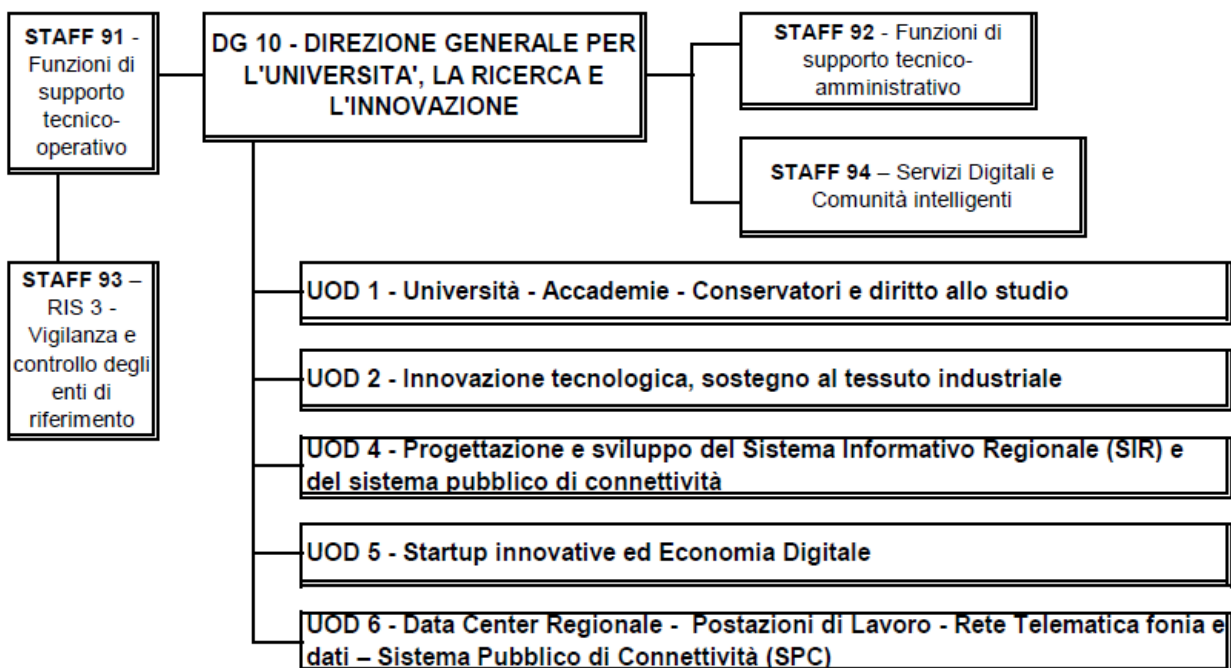 STAFF 91 -
Funzioni di
supporto
tecnico-
operativo
DG 10 - DIREZIONE GENERALE PER
L'UNIVERSITA', LA RICERCA E
L'INNOVAZIONE
STAFF 92 - Funzioni di
supporto tecnico-
amministrativo
STAFF 94 – Servizi Digitali e
Comunità intelligenti
STAFF 93 –
RIS 3 -
Vigilanza e
controllo degli
enti di
riferimento
UOD 1 - Università - Accademie - Conservatori e diritto allo studio
UOD 2 - Innovazione tecnologica, sostegno al tessuto industriale
UOD 4 - Progettazione e sviluppo del Sistema Informativo Regionale (SIR) e
del sistema pubblico di connettività
UOD 5 - Startup innovative ed Economia Digitale
UOD 6 - Data Center Regionale - Postazioni di Lavoro - Rete Telematica fonia e
dati – Sistema Pubblico di Connettività (SPC)